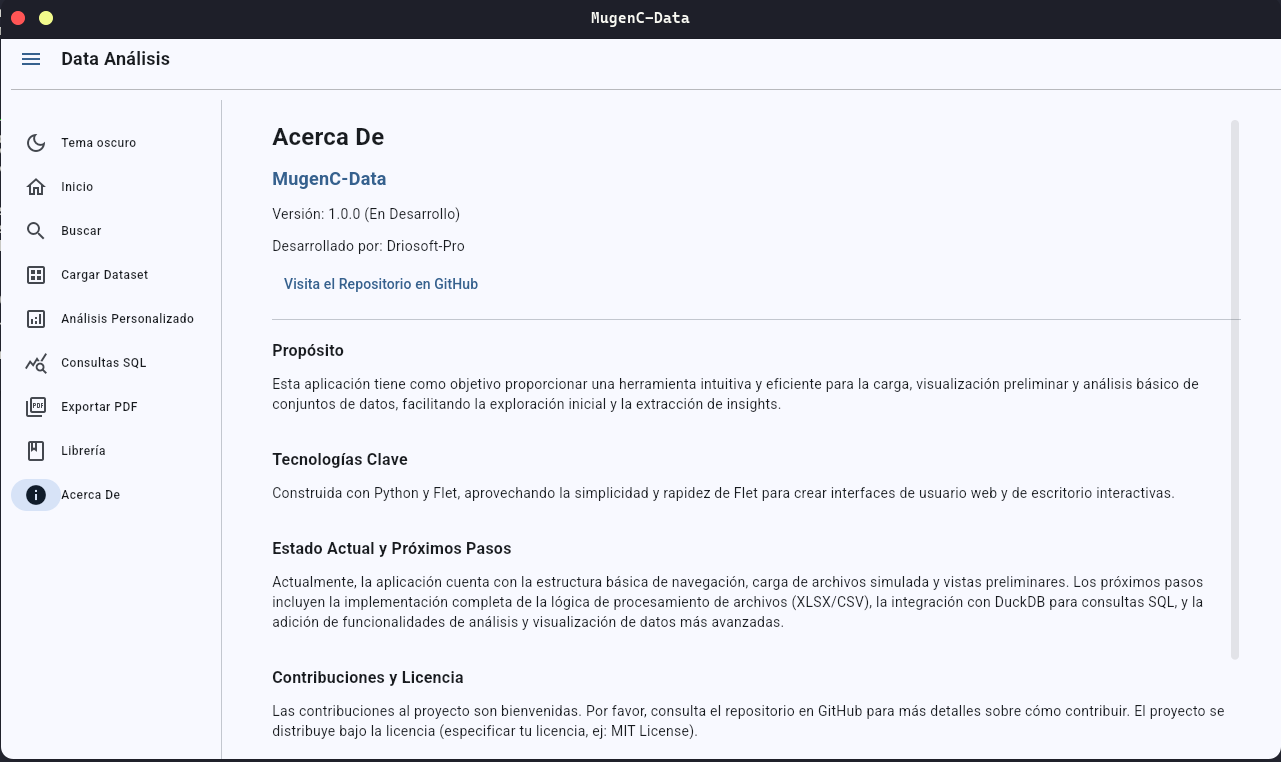 MugenC-Data
Data Análisis
Tema oscuro
Inicio
Buscar
Cargar Dataset
Análisis Personalizado
Consultas SQL
Exportar PDF
Librería
Acerca De
Acerca De
MugenC-Data
Versión: 1.0.0 (En Desarrollo)
Desarrollado por: Driosoft-Pro
Visita el Repositorio en GitHub
Propósito
Esta aplicación tiene como objetivo proporcionar una herramienta intuitiva y eficiente para la carga, visualización preliminar y análisis básico de
conjuntos de datos, facilitando la exploración inicial y la extracción de insights.
Tecnologías Clave
Construida con Python y Flet, aprovechando la simplicidad y rapidez de Flet para crear interfaces de usuario web y de escritorio interactivas.
Estado Actual y Próximos Pasos
Actualmente, la aplicación cuenta con la estructura básica de navegación, carga de archivos simulada y vistas preliminares. Los próximos pasos
incluyen la implementación completa de la lógica de procesamiento de archivos (XLSX/CSV), la integración con DuckDB para consultas SQL, y la
adición de funcionalidades de análisis y visualización de datos más avanzadas.
Contribuciones y Licencia
Las contribuciones al proyecto son bienvenidas. Por favor, consulta el repositorio en GitHub para más detalles sobre cómo contribuir. El proyecto se
distribuye bajo la licencia (especificar tu licencia, ej: MIT License).